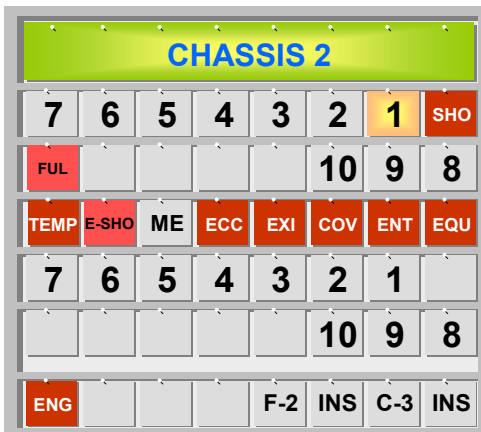 CHASSIS 2
7 6 5 4 3 2 1 SHO
FUL 10 9 8
TEMP E-SHO ME ECC EXI COV ENT EQU
7 6 5 4 3 2 1
10 9 8
ENG F-2 INS C-3 INS